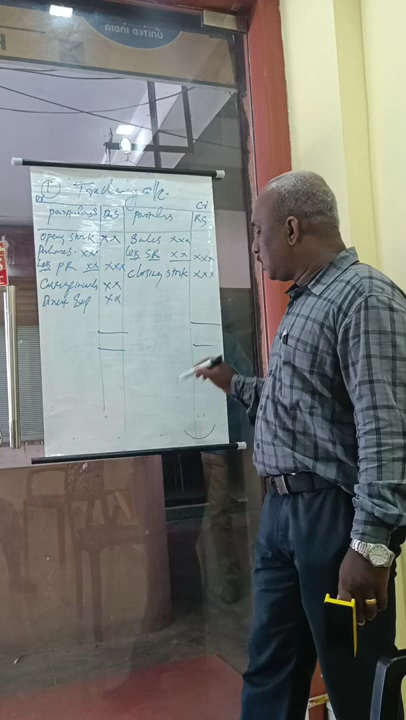 UNITED INDIA
① Trading a/c.
Dr Cr
particulars Rs particulars Rs
Opening stock xx Sales xxx
Purchases xxx less SR xx xxx
less PR xx xxx closing stock xxx
Carriage inwards xx
Direct Exp xx